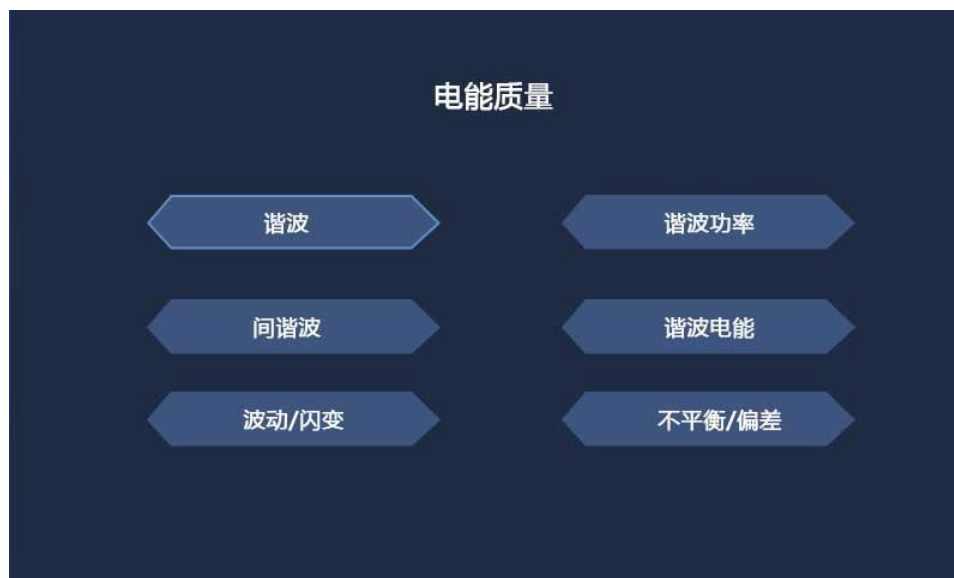 电能质量
谐波
谐波功率
间谐波
谐波电能
波动/闪变
不平衡/偏差